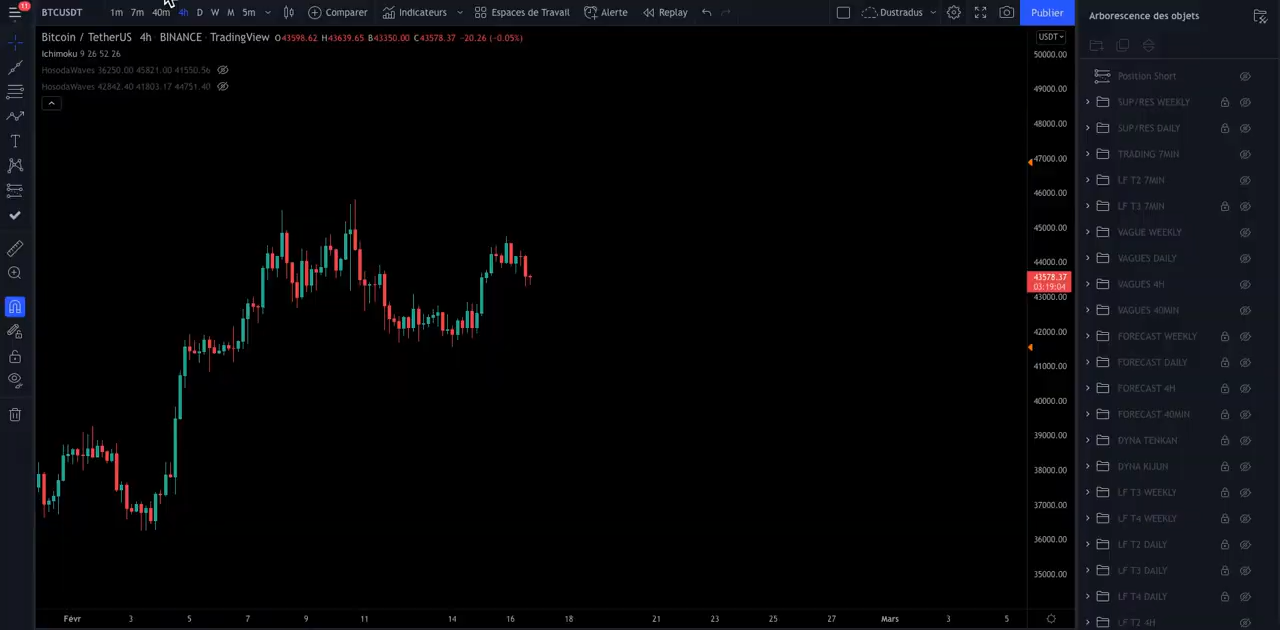 11
BTCUSDT 1m 7m 40m 4h D W M 5m Comparer Indicateurs Espaces de Travail Alerte Replay Dustradus Publier
Bitcoin / TetherUS 4h BINANCE TradingView O43598.62 H43639.65 B43350.00 C43578.37 −20.26 (−0.05%)
Ichimoku 9 26 52 26
HosodaWaves 36250.00 45821.00 41550.56
HosodaWaves 42842.40 41803.17 44751.40
USDT
50000.00
49000.00
48000.00
47000.00
46000.00
45000.00
44000.00
43578.37
03:19:04
43000.00
42000.00
41000.00
40000.00
39000.00
38000.00
37000.00
36000.00
35000.00
Févr 3 5 7 9 11 14 16 18 21 23 25 27 Mars 3 5
Arborescence des objets
Position Short
SUP/RES WEEKLY
SUP/RES DAILY
TRADING 7MIN
LF T2 7MIN
LF T3 7MIN
VAGUE WEEKLY
VAGUES DAILY
VAGUES 4H
VAGUES 40MIN
FORECAST WEEKLY
FORECAST DAILY
FORECAST 4H
FORECAST 40MIN
DYNA TENKAN
DYNA KIJUN
LF T3 WEEKLY
LF T4 WEEKLY
LF T2 DAILY
LF T3 DAILY
LF T4 DAILY
LF T2 4H